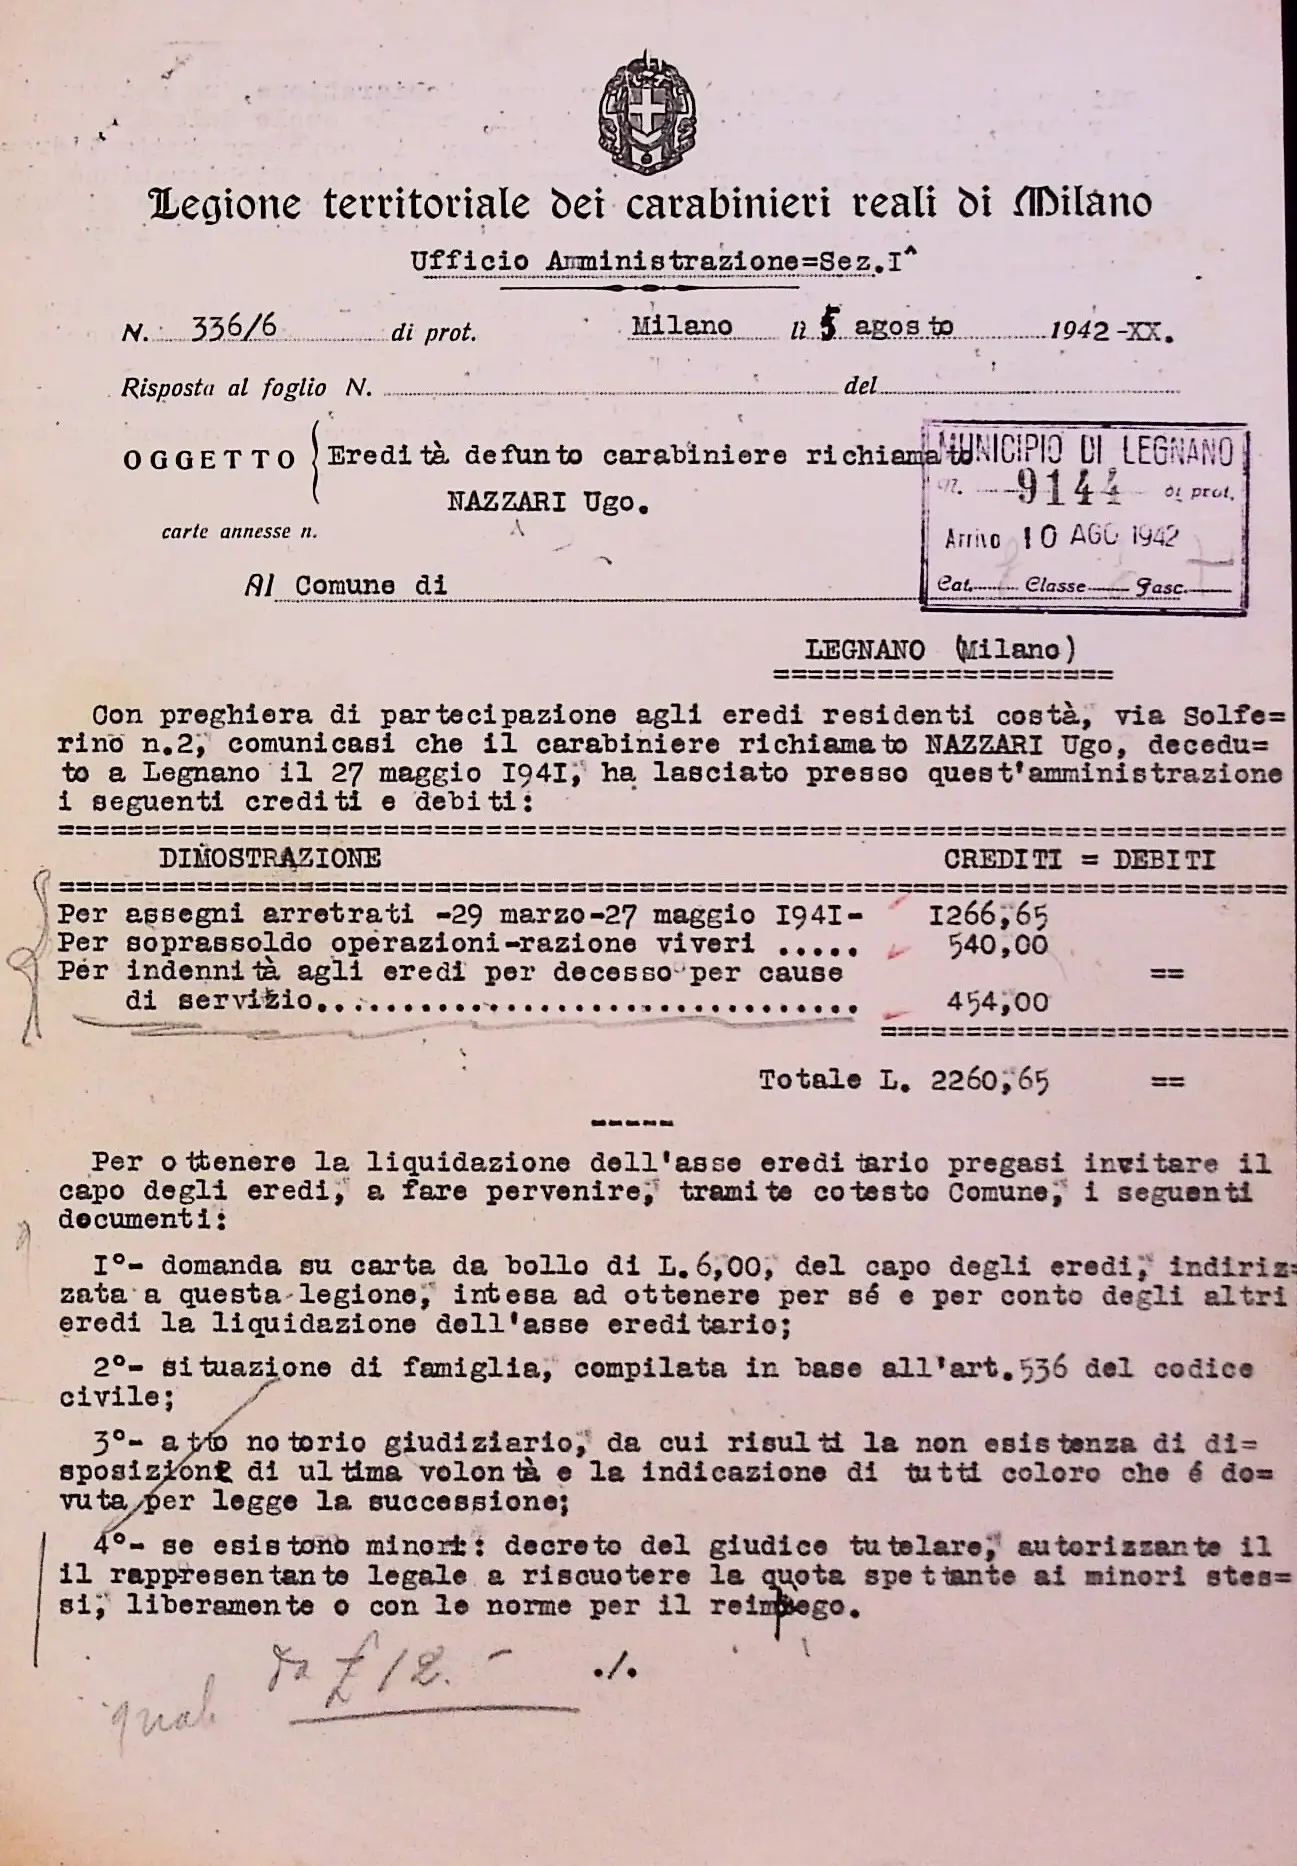 Legione territoriale dei carabinieri reali di Milano
Ufficio Amministrazione=Sez.I^
N. 336/6 di prot. Milano li 5 agosto 1942-XX.
Risposta al foglio N. del
OGGETTO Eredità defunto carabiniere richiamato
NAZZARI Ugo.
carte annesse n.
MUNICIPIO DI LEGNANO
n. 9144 di prot.
Arrivo 10 AGO 1942
Cat. Classe Fasc.
Al Comune di
LEGNANO (Milano)
====================
Con preghiera di partecipazione agli eredi residenti costà, via Solfe=
rino n.2, comunicasi che il carabiniere richiamato NAZZARI Ugo, decedu=
to a Legnano il 27 maggio I94I, ha lasciato presso quest'amministrazione
i seguenti crediti e debiti:
========================================================================
DIMOSTRAZIONE CREDITI = DEBITI
========================================================================
Per assegni arretrati -29 marzo-27 maggio I94I- I266,65
Per soprassoldo operazioni-razione viveri ..... 540,00
Per indennità agli eredi per decesso per cause ==
di servizio................................ 454,00
========================
Totale L. 2260,65 ==
-----
Per ottenere la liquidazione dell'asse ereditario pregasi invitare il
capo degli eredi, a fare pervenire, tramite cotesto Comune, i seguenti
documenti:
I°- domanda su carta da bollo di L.6,00, del capo degli eredi, indiriz=
zata a questa legione, intesa ad ottenere per sé e per conto degli altri
eredi la liquidazione dell'asse ereditario;
2°- situazione di famiglia, compilata in base all'art.536 del codice
civile;
3°- atto notorio giudiziario, da cui risulti la non esistenza di di=
sposizioni di ultima volontà e la indicazione di tutti coloro che é do=
vuta per legge la successione;
4°- se esistono minori: decreto del giudice tutelare, autorizzante il
il rappresentante legale a riscuotere la quota spettante ai minori stes=
si, liberamente o con le norme per il reimpiego.
da £ 12.- ./.